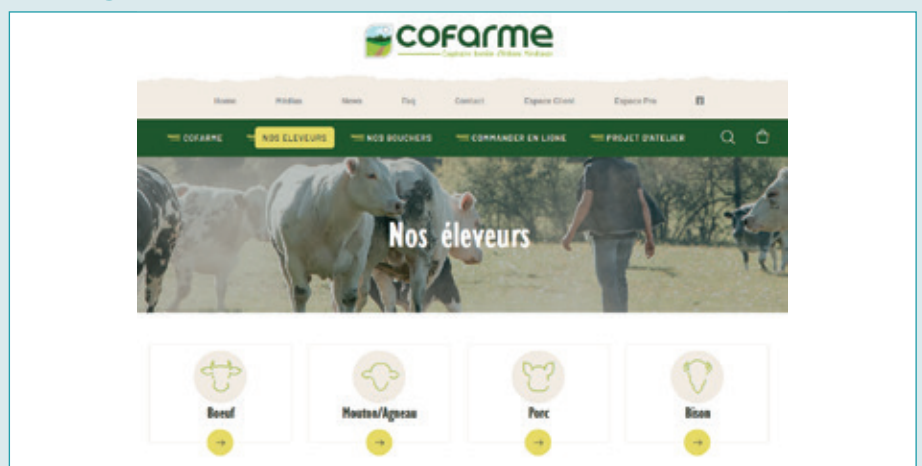 cofarme
Home Médias News Faq Contact Espace Client Espace Pro
COFARME NOS ELEVEURS NOS BOUCHERS COMMANDER EN LIGNE PROJET D'ATELIER
Nos éleveurs
Boeuf Mouton/Agneau Porc Bison